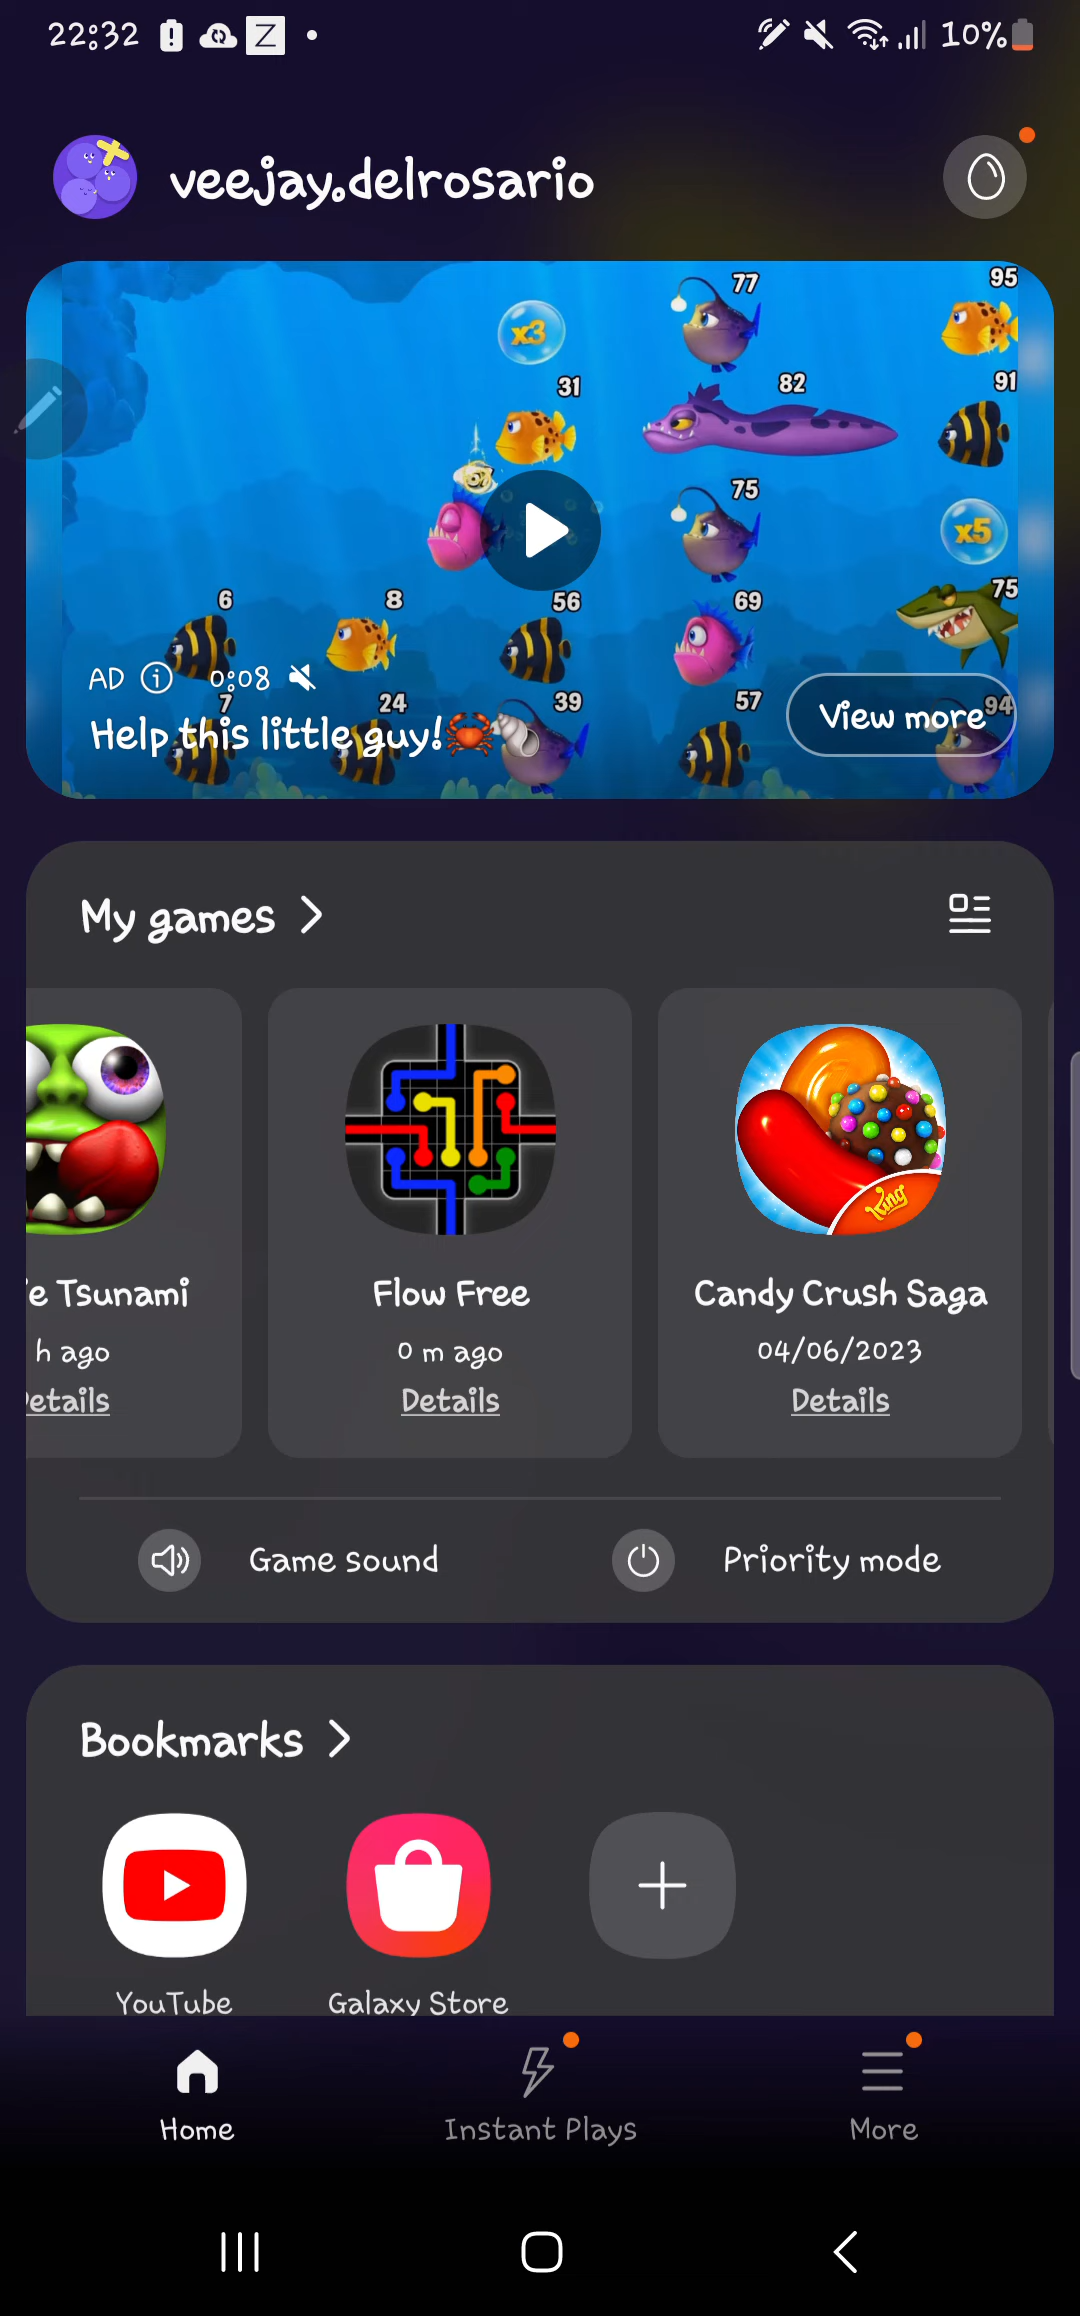 22:32
10%
veejay.delrosario
77
95
x3
31
82
91
75
x5
6
8
56
69
75
AD 0:08
7
24
39
57
94
Help this little guy!🦀
View more
My games
e Tsunami
h ago
Details
Flow Free
0 m ago
Details
King
Candy Crush Saga
04/06/2023
Details
Game sound
Priority mode
Bookmarks
YouTube
Galaxy Store
Home
Instant Plays
More